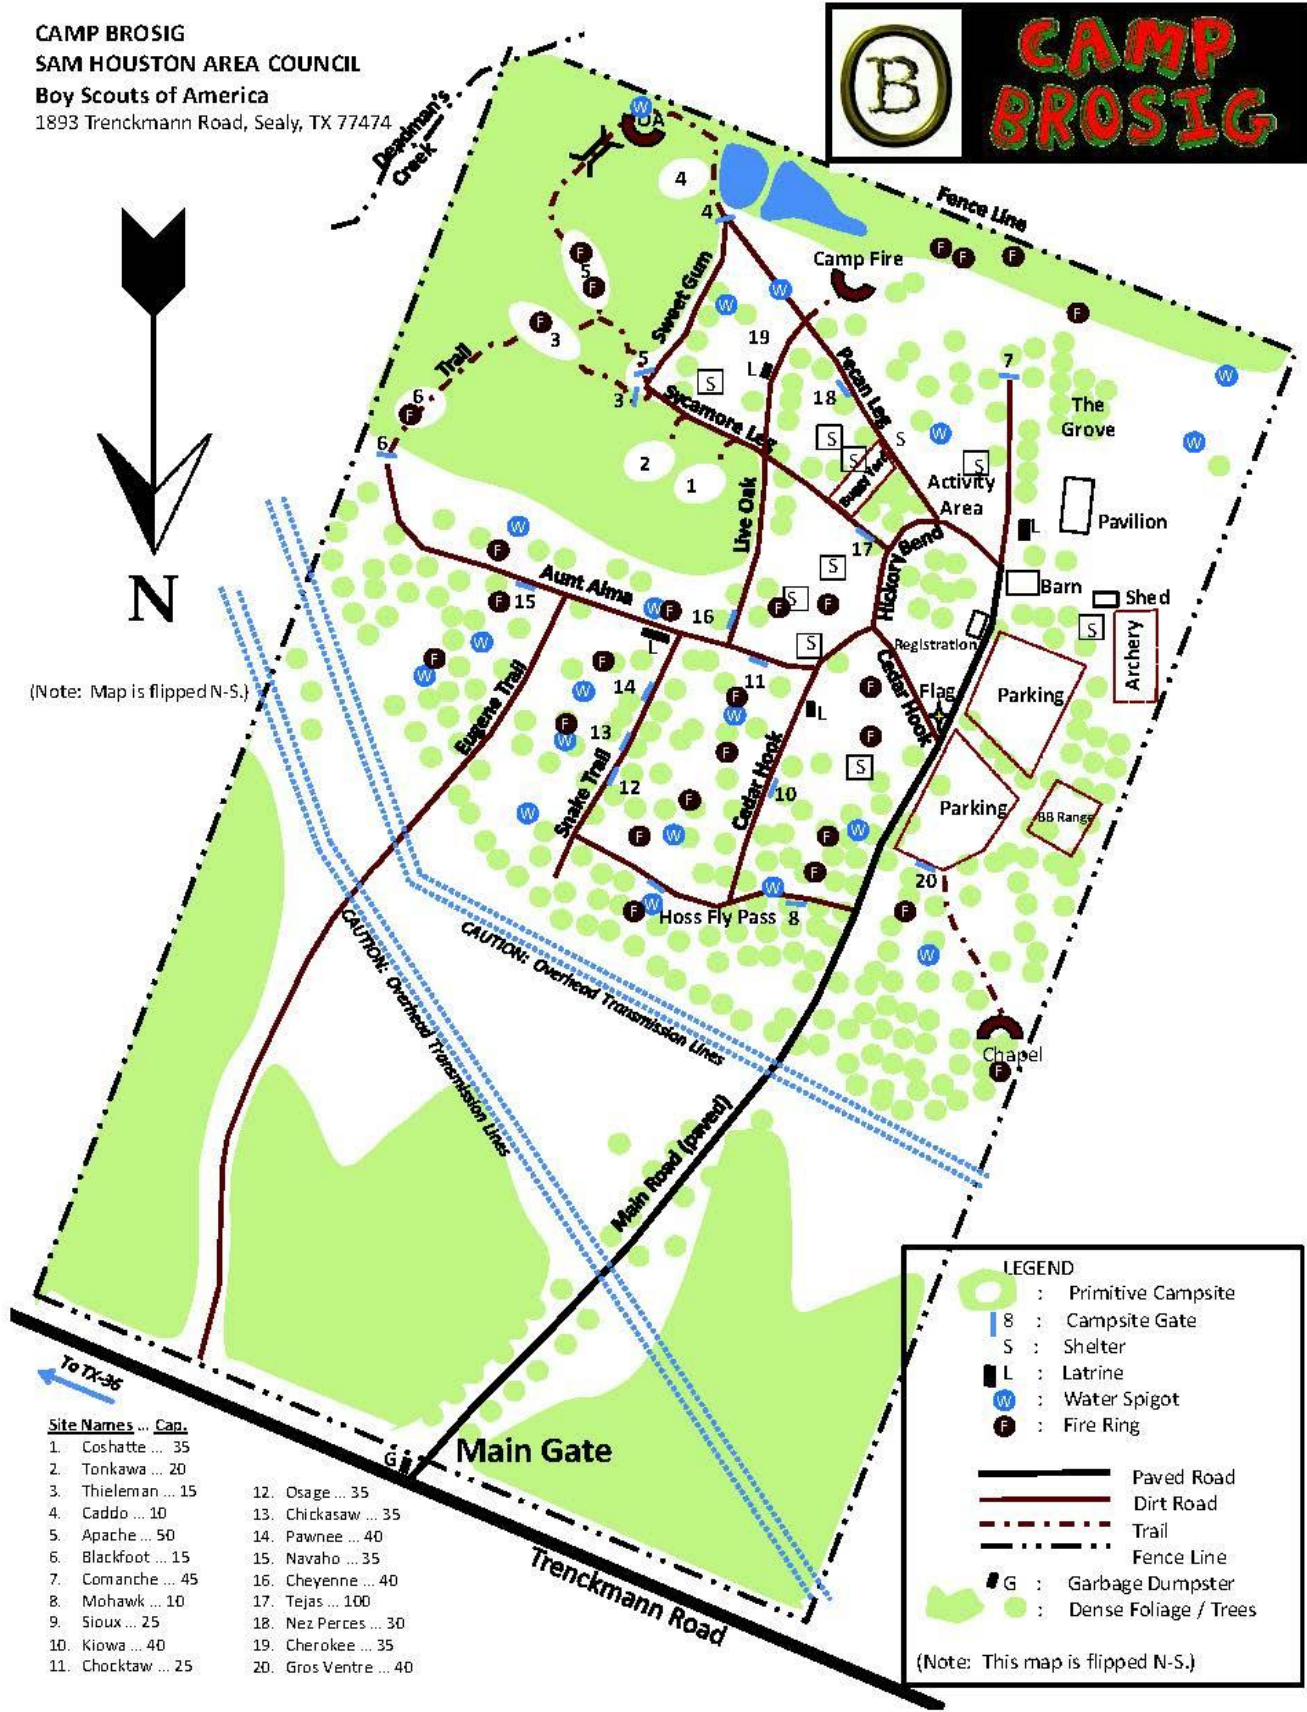 CAMP BROSIG
SAM HOUSTON AREA COUNCIL
Boy Scouts of America
1893 Trenckmann Road, Sealy, TX 77474
B
CAMP
BROSIG
Deadman's
Creek
W
OA
4
4
Fence Line
F
F
F
F
Camp Fire
F
5
F
W
W
Sweet Gum
19
F
3
Trail
5
L
S
Pecan Leg
18
7
W
The
Grove
6
F
3
Sycamore Leg
6
S
S
S
W
S
W
Buggy Yard
2
1
Activity
Area
Live Oak
L
Pavilion
W
F
17
Hickory Bend
S
Aunt Alma
Barn
Shed
N
F
15
W
F
16
F
S
F
S
L
S
Registration
Archery
W
F
W
F
14
W
11
F
W
Cedar Hook
F
Flag
Parking
(Note: Map is flipped N-S.)
Eugene Trail
F
13
W
L
F
F
S
Snake Trail
12
Cedar Hook
10
Parking
BB Range
W
F
F
W
F
W
F
20
W
F
W
Hoss Fly Pass
8
F
W
CAUTION: Overhead Transmission Lines
CAUTION: Overhead Transmission Lines
Chapel
F
Main Road (paved)
To TX-36
G
Main Gate
Trenckmann Road
Site Names ... Cap.
1. Coshatte ... 35
2. Tonkawa ... 20
3. Thieleman ... 15
4. Caddo ... 10
5. Apache ... 50
6. Blackfoot ... 15
7. Comanche ... 45
8. Mohawk ... 10
9. Sioux ... 25
10. Kiowa ... 40
11. Chocktaw ... 25
12. Osage ... 35
13. Chickasaw ... 35
14. Pawnee ... 40
15. Navaho ... 35
16. Cheyenne ... 40
17. Tejas ... 100
18. Nez Perces ... 30
19. Cherokee ... 35
20. Gros Ventre ... 40
LEGEND
: Primitive Campsite
8 : Campsite Gate
S : Shelter
L : Latrine
W : Water Spigot
F : Fire Ring
Paved Road
Dirt Road
Trail
Fence Line
G : Garbage Dumpster
: Dense Foliage / Trees
(Note: This map is flipped N-S.)